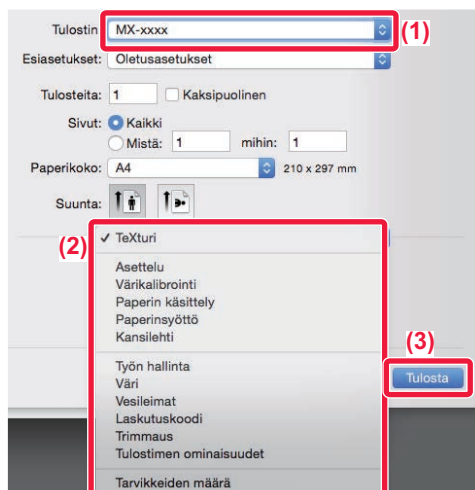 Tulostin: MX-xxxx (1)
Esiasetukset: Oletusasetukset
Tulosteita: 1 Kaksipuolinen
Sivut: Kaikki
Mistä: 1 mihin: 1
Paperikoko: A4 210 x 297 mm
Suunta:
(2) ✓ TeXturi
Asettelu
Värikalibrointi
Paperin käsittely
Paperinsyöttö
Kansilehti
(3)
Työn hallinta
Väri
Tulosta
Vesileimat
Laskutuskoodi
Trimmaus
Tulostimen ominaisuudet
Tarvikkeiden määrä